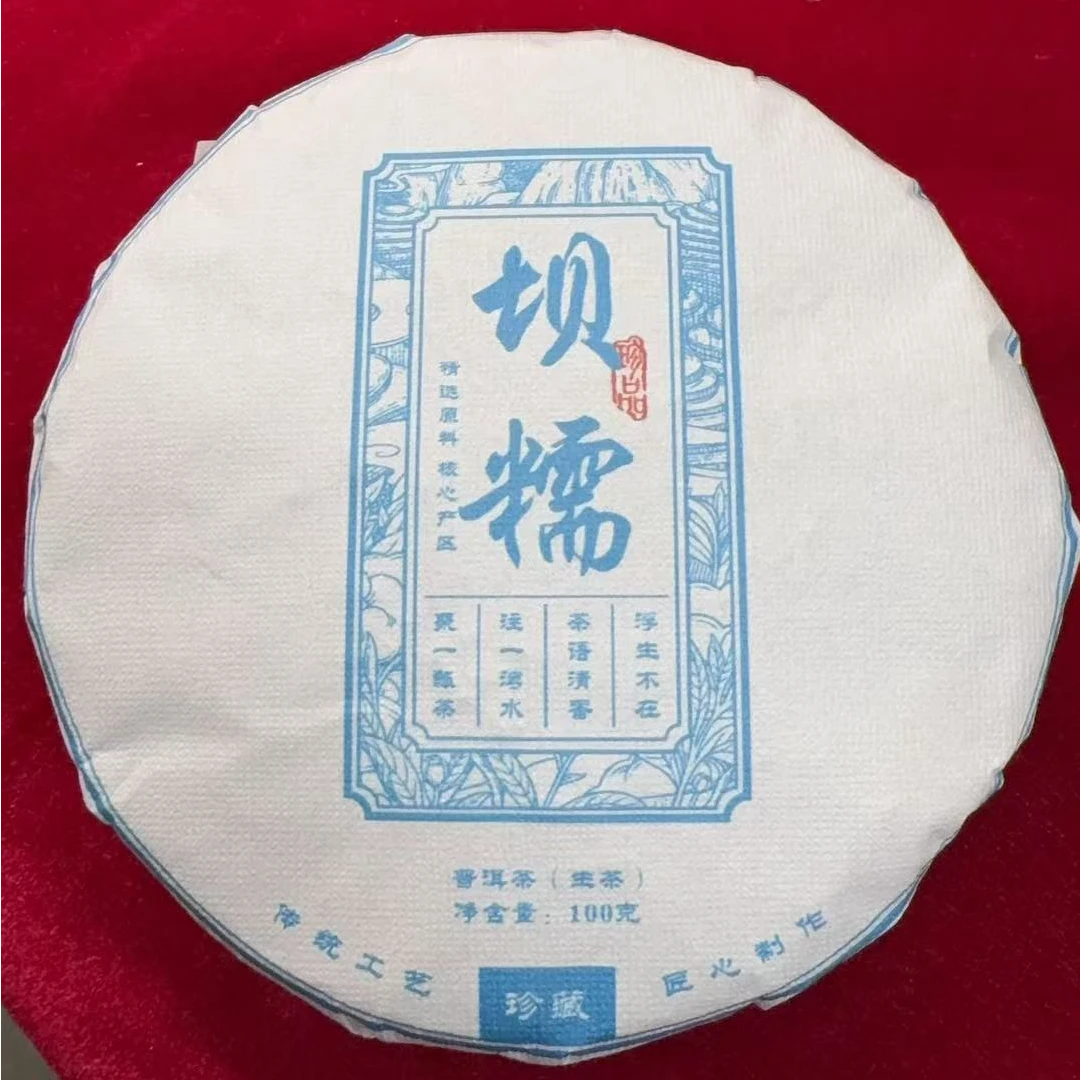 坝糯
珍品
精选原料 核心产区
浮生不在
茶语清香
注一湾水
聚一瓢茶
普洱茶（生茶）
净含量：100克
传统工艺
匠心制作
珍藏